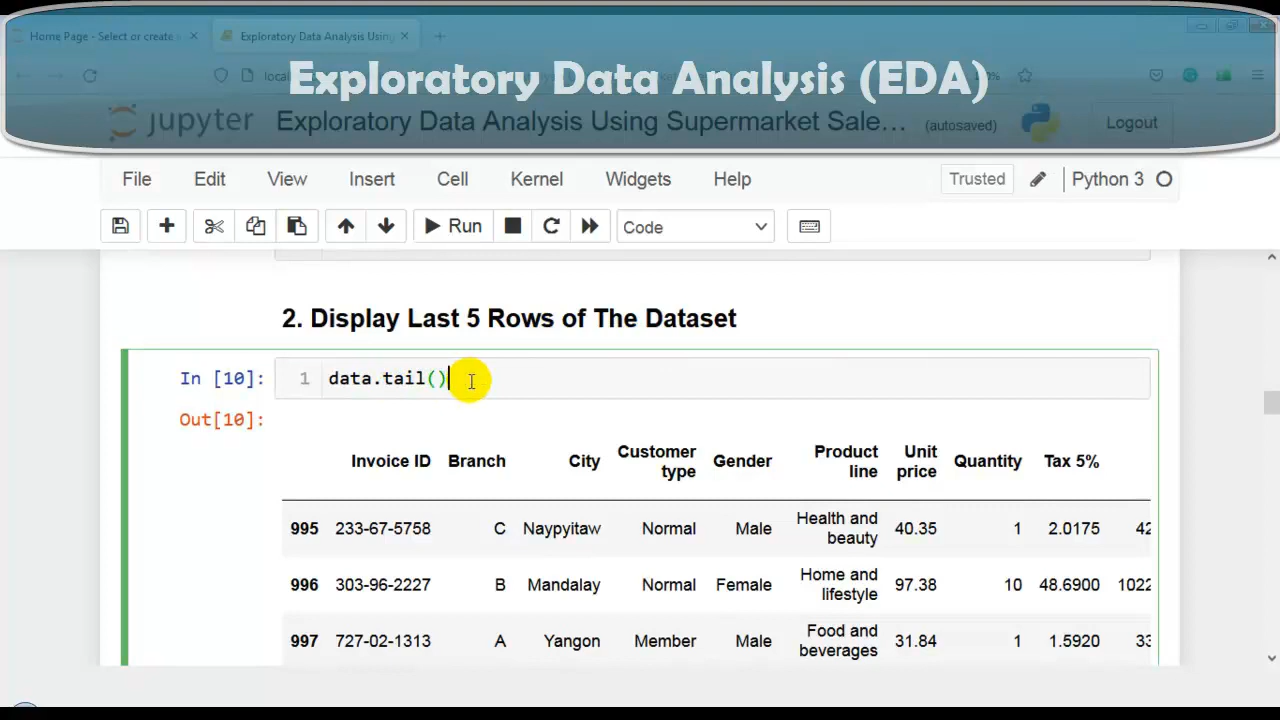 Home Page - Select or create
Exploratory Data Analysis Using
Exploratory Data Analysis (EDA)
jupyter Exploratory Data Analysis Using Supermarket Sale... (autosaved) Logout
File Edit View Insert Cell Kernel Widgets Help Trusted Python 3
Run Code
2. Display Last 5 Rows of The Dataset
In [10]: 1 data.tail()
Out[10]:
Invoice ID Branch City Customer type Gender Product line Unit price Quantity Tax 5%
995 233-67-5758 C Naypyitaw Normal Male Health and beauty 40.35 1 2.0175 42
996 303-96-2227 B Mandalay Normal Female Home and lifestyle 97.38 10 48.6900 1022
997 727-02-1313 A Yangon Member Male Food and beverages 31.84 1 1.5920 33